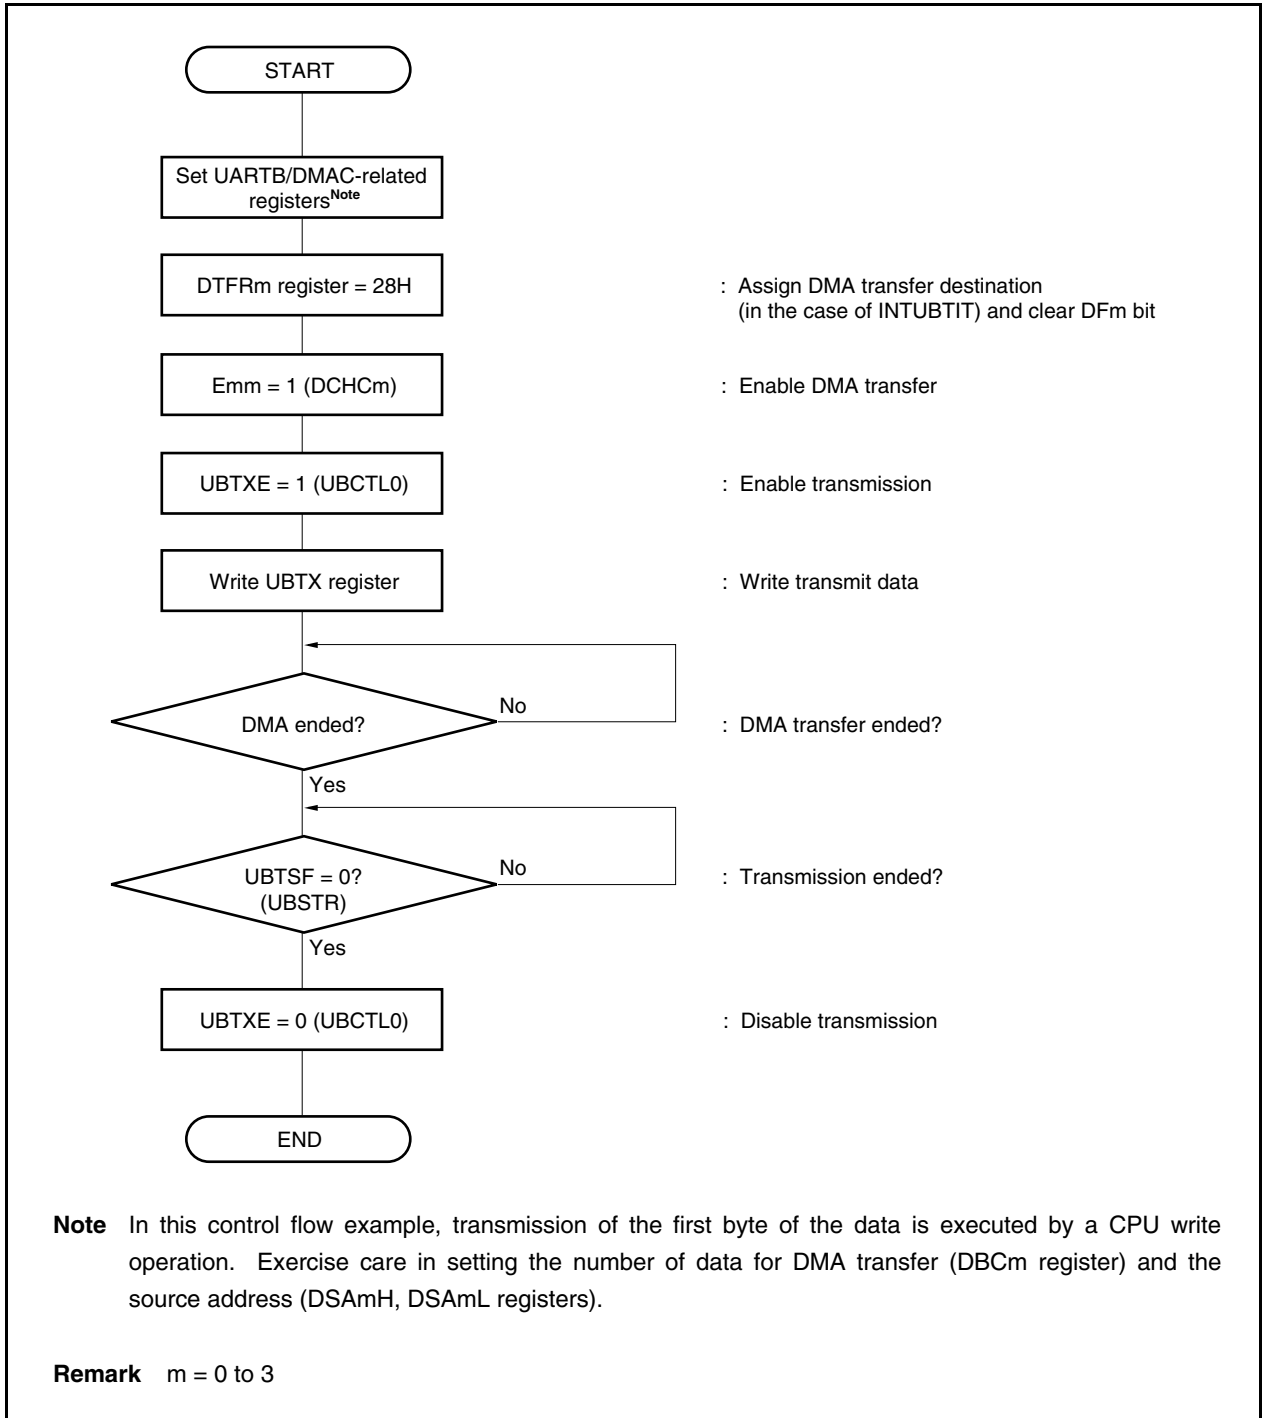 START
Set UARTB/DMAC-related
registersNote
DTFRm register = 28H
: Assign DMA transfer destination
(in the case of INTUBTIT) and clear DFm bit
Emm = 1 (DCHCm)
: Enable DMA transfer
UBTXE = 1 (UBCTL0)
: Enable transmission
Write UBTX register
: Write transmit data
No
DMA ended?
: DMA transfer ended?
Yes
No
UBTSF = 0?
(UBSTR)
: Transmission ended?
Yes
UBTXE = 0 (UBCTL0)
: Disable transmission
END
Note In this control flow example, transmission of the first byte of the data is executed by a CPU write
operation. Exercise care in setting the number of data for DMA transfer (DBCm register) and the
source address (DSAmH, DSAmL registers).
Remark m = 0 to 3